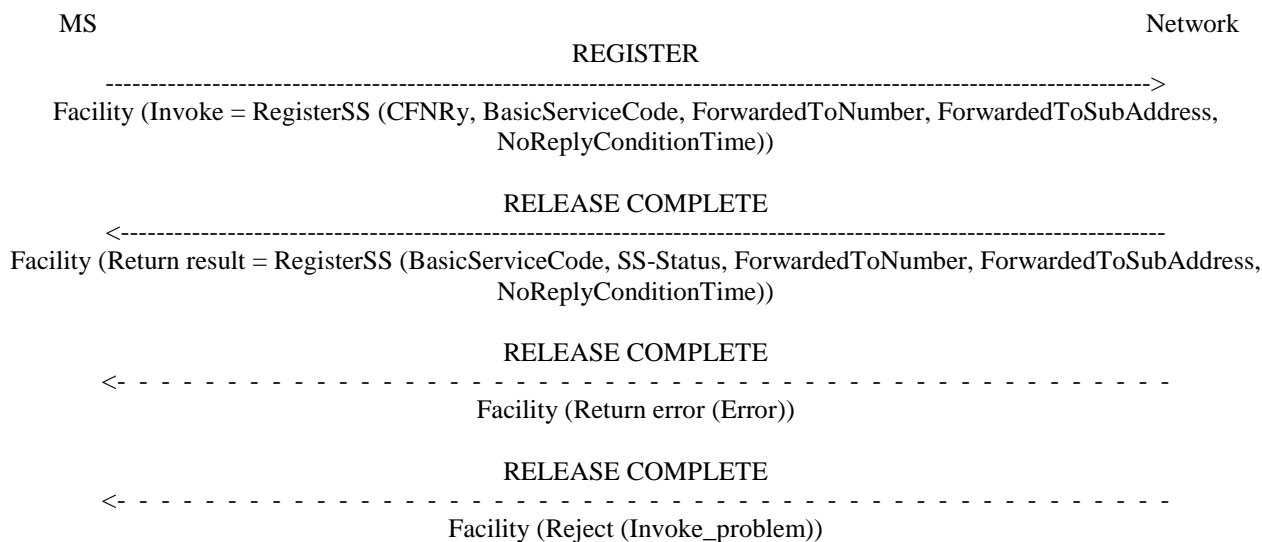 MS Network
REGISTER
------------------------------------------------------------------------------------------------------------------------>
Facility (Invoke = RegisterSS (CFNRy, BasicServiceCode, ForwardedToNumber, ForwardedToSubAddress,
NoReplyConditionTime))
RELEASE COMPLETE
<------------------------------------------------------------------------------------------------------------------------
Facility (Return result = RegisterSS (BasicServiceCode, SS-Status, ForwardedToNumber, ForwardedToSubAddress,
NoReplyConditionTime))
RELEASE COMPLETE
<- - - - - - - - - - - - - - - - - - - - - - - - - - - - - - - - - - - - - - - - - - - - - - - -
Facility (Return error (Error))
RELEASE COMPLETE
<- - - - - - - - - - - - - - - - - - - - - - - - - - - - - - - - - - - - - - - - - - - - - - - -
Facility (Reject (Invoke_problem))